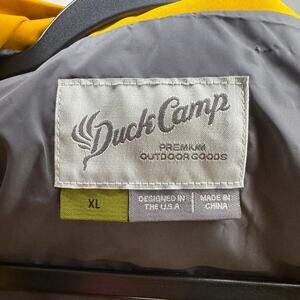 Duck Camp
PREMIUM
OUTDOOR GOODS
XL
DESIGNED IN
THE U.S.A
MADE IN
CHINA